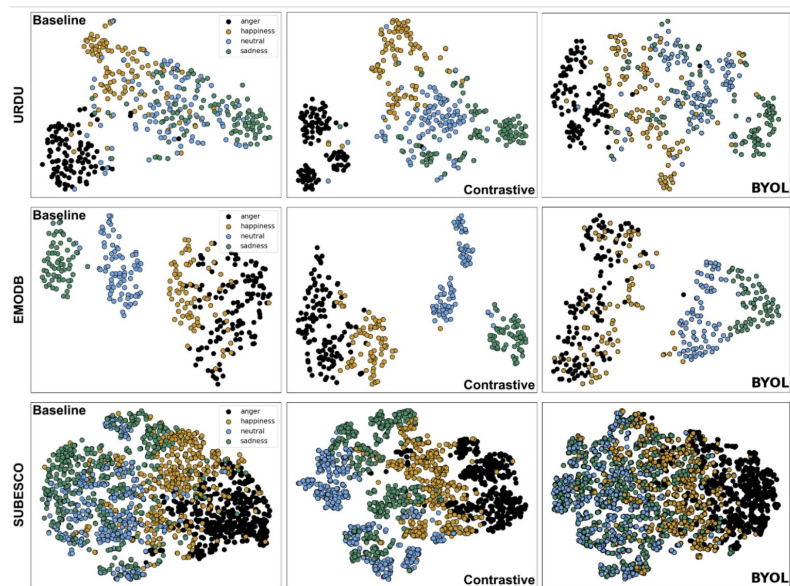 Baseline
anger
happiness
neutral
sadness
Contrastive
BYOL
URDU
Baseline
anger
happiness
neutral
sadness
Contrastive
BYOL
EMODB
Baseline
anger
happiness
neutral
sadness
Contrastive
BYOL
SUBESCO